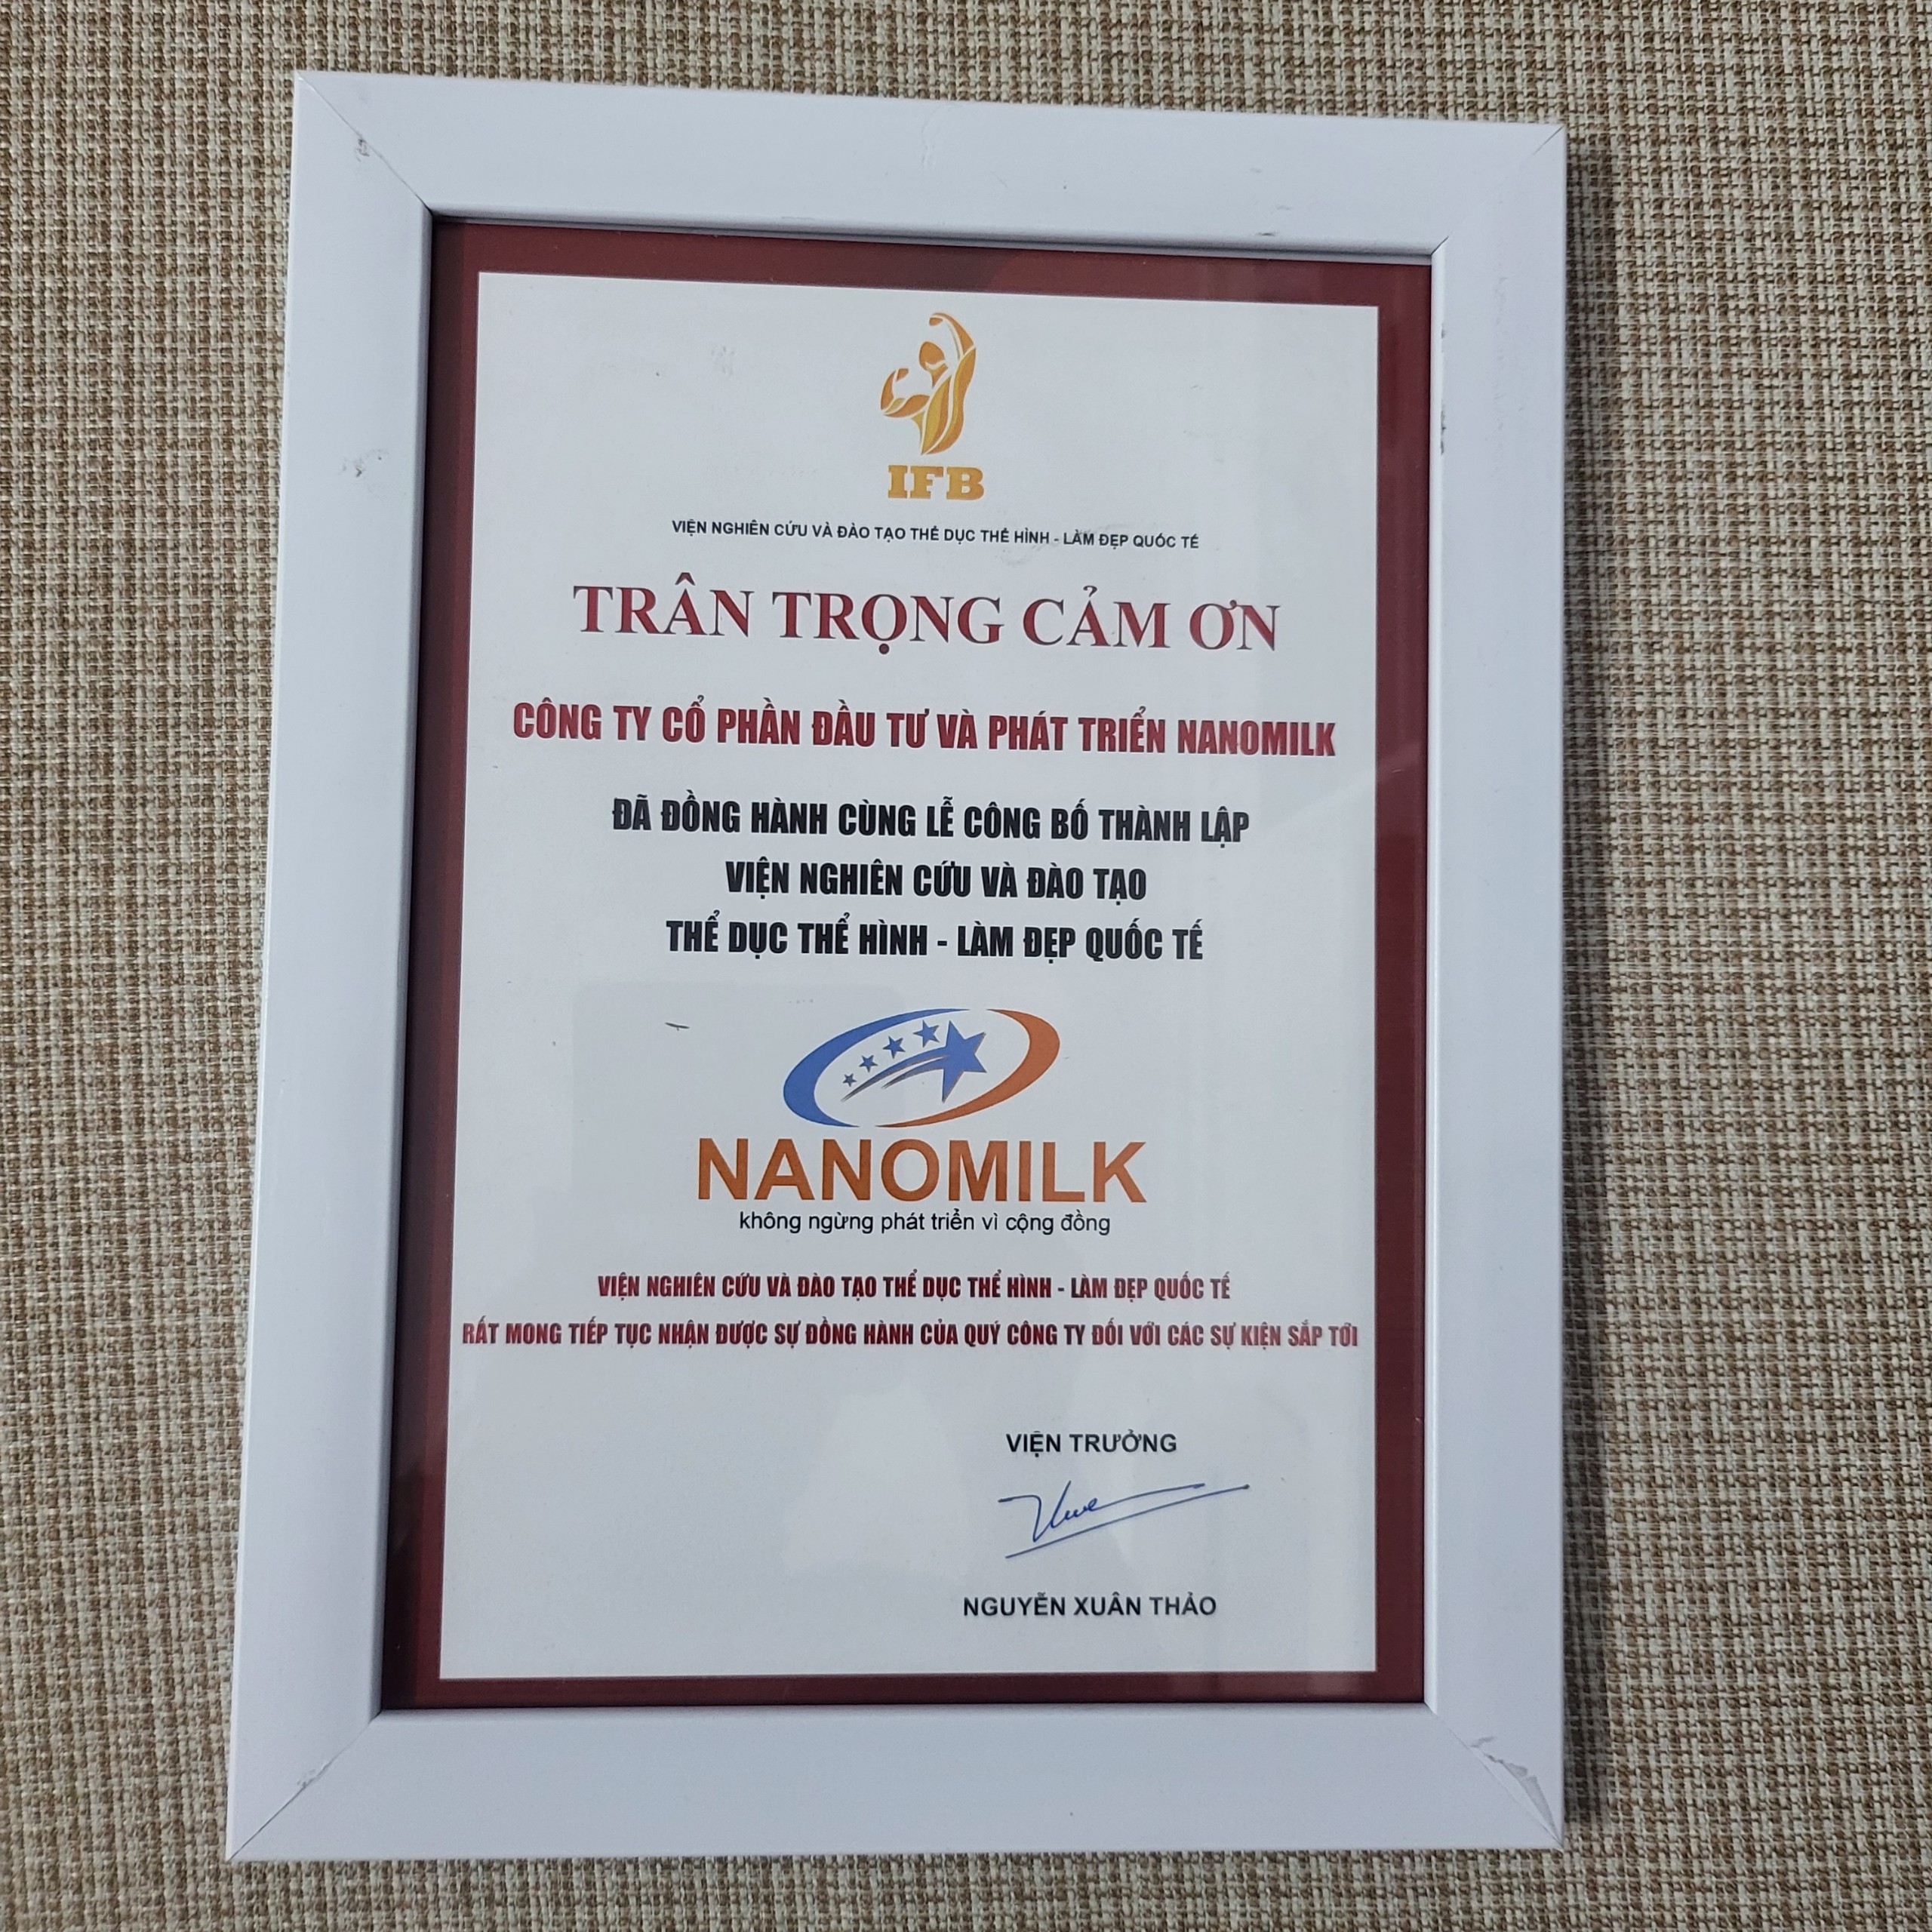 IFB
VIỆN NGHIÊN CỨU VÀ ĐÀO TẠO THỂ DỤC THỂ HÌNH - LÀM ĐẸP QUỐC TẾ
TRÂN TRỌNG CẢM ƠN
CÔNG TY CỔ PHẦN ĐẦU TƯ VÀ PHÁT TRIỂN NANOMILK
ĐÃ ĐỒNG HÀNH CÙNG LỄ CÔNG BỐ THÀNH LẬP
VIỆN NGHIÊN CỨU VÀ ĐÀO TẠO
THỂ DỤC THỂ HÌNH - LÀM ĐẸP QUỐC TẾ
NANOMILK
không ngừng phát triển vì cộng đồng
VIỆN NGHIÊN CỨU VÀ ĐÀO TẠO THỂ DỤC THỂ HÌNH - LÀM ĐẸP QUỐC TẾ
RẤT MONG TIẾP TỤC NHẬN ĐƯỢC SỰ ĐỒNG HÀNH CỦA QUÝ CÔNG TY ĐỐI VỚI CÁC SỰ KIỆN SẮP TỚI
VIỆN TRƯỞNG
NGUYỄN XUÂN THẢO